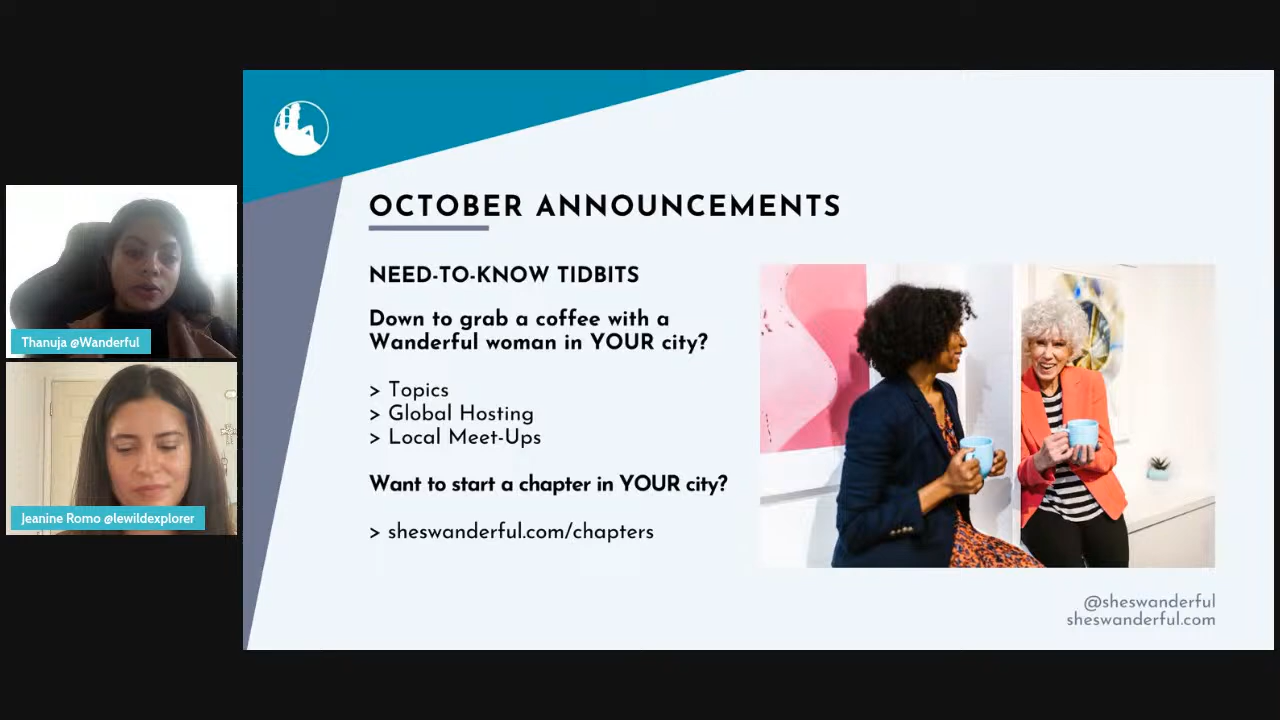 Thanuja @Wanderful
Jeanine Romo @lewildexplorer
OCTOBER ANNOUNCEMENTS
NEED-TO-KNOW TIDBITS
Down to grab a coffee with a
Wanderful woman in YOUR city?
> Topics
> Global Hosting
> Local Meet-Ups
Want to start a chapter in YOUR city?
> sheswanderful.com/chapters
@sheswanderful
sheswanderful.com